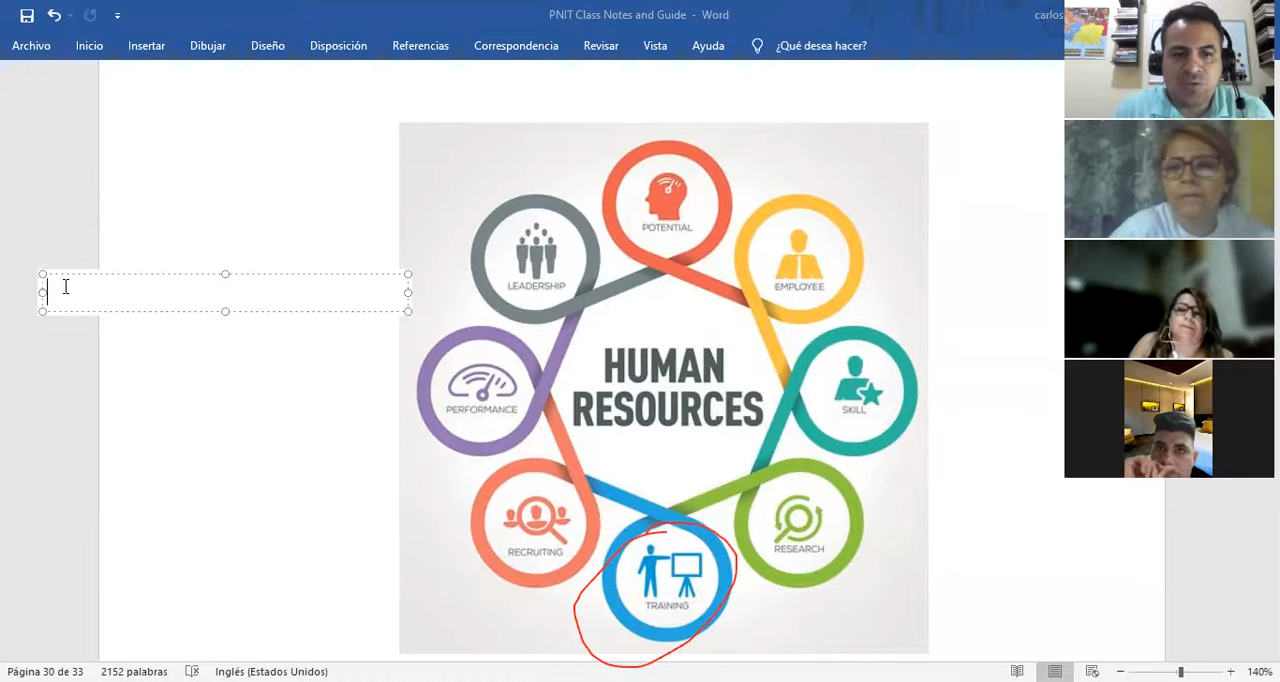 PNIT Class Notes and Guide - Word
carlos
Archivo Inicio Insertar Dibujar Diseño Disposición Referencias Correspondencia Revisar Vista Ayuda ¿Qué desea hacer?
POTENTIAL
LEADERSHIP
EMPLOYEE
HUMAN
RESOURCES
PERFORMANCE
SKILL
RECRUITING
RESEARCH
TRAINING
Página 30 de 33 2152 palabras Inglés (Estados Unidos) 140%